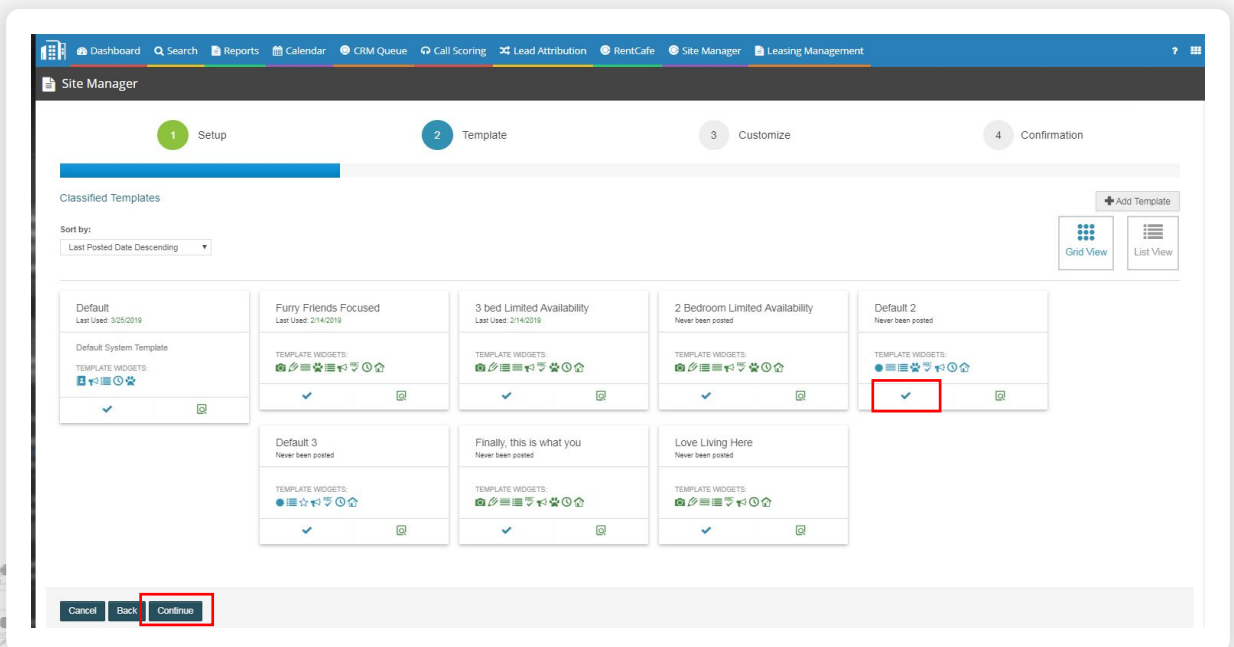 Dashboard Search Reports Calendar CRM Queue Call Scoring Lead Attribution RentCafe Site Manager Leasing Management ?
Site Manager
1 Setup 2 Template 3 Customize 4 Confirmation
Classified Templates
Add Template
Sort by:
Last Posted Date Descending
Grid View List View
Default
Last Used: 3/25/2019
Default System Template
TEMPLATE WIDGETS:
Furry Friends Focused
Last Used: 2/14/2019
TEMPLATE WIDGETS:
3 bed Limited Availability
Last Used: 2/14/2019
TEMPLATE WIDGETS:
2 Bedroom Limited Availability
Never been posted
TEMPLATE WIDGETS:
Default 2
Never been posted
TEMPLATE WIDGETS:
Default 3
Never been posted
TEMPLATE WIDGETS:
Finally, this is what you
Never been posted
TEMPLATE WIDGETS:
Love Living Here
Never been posted
TEMPLATE WIDGETS:
Cancel Back Continue